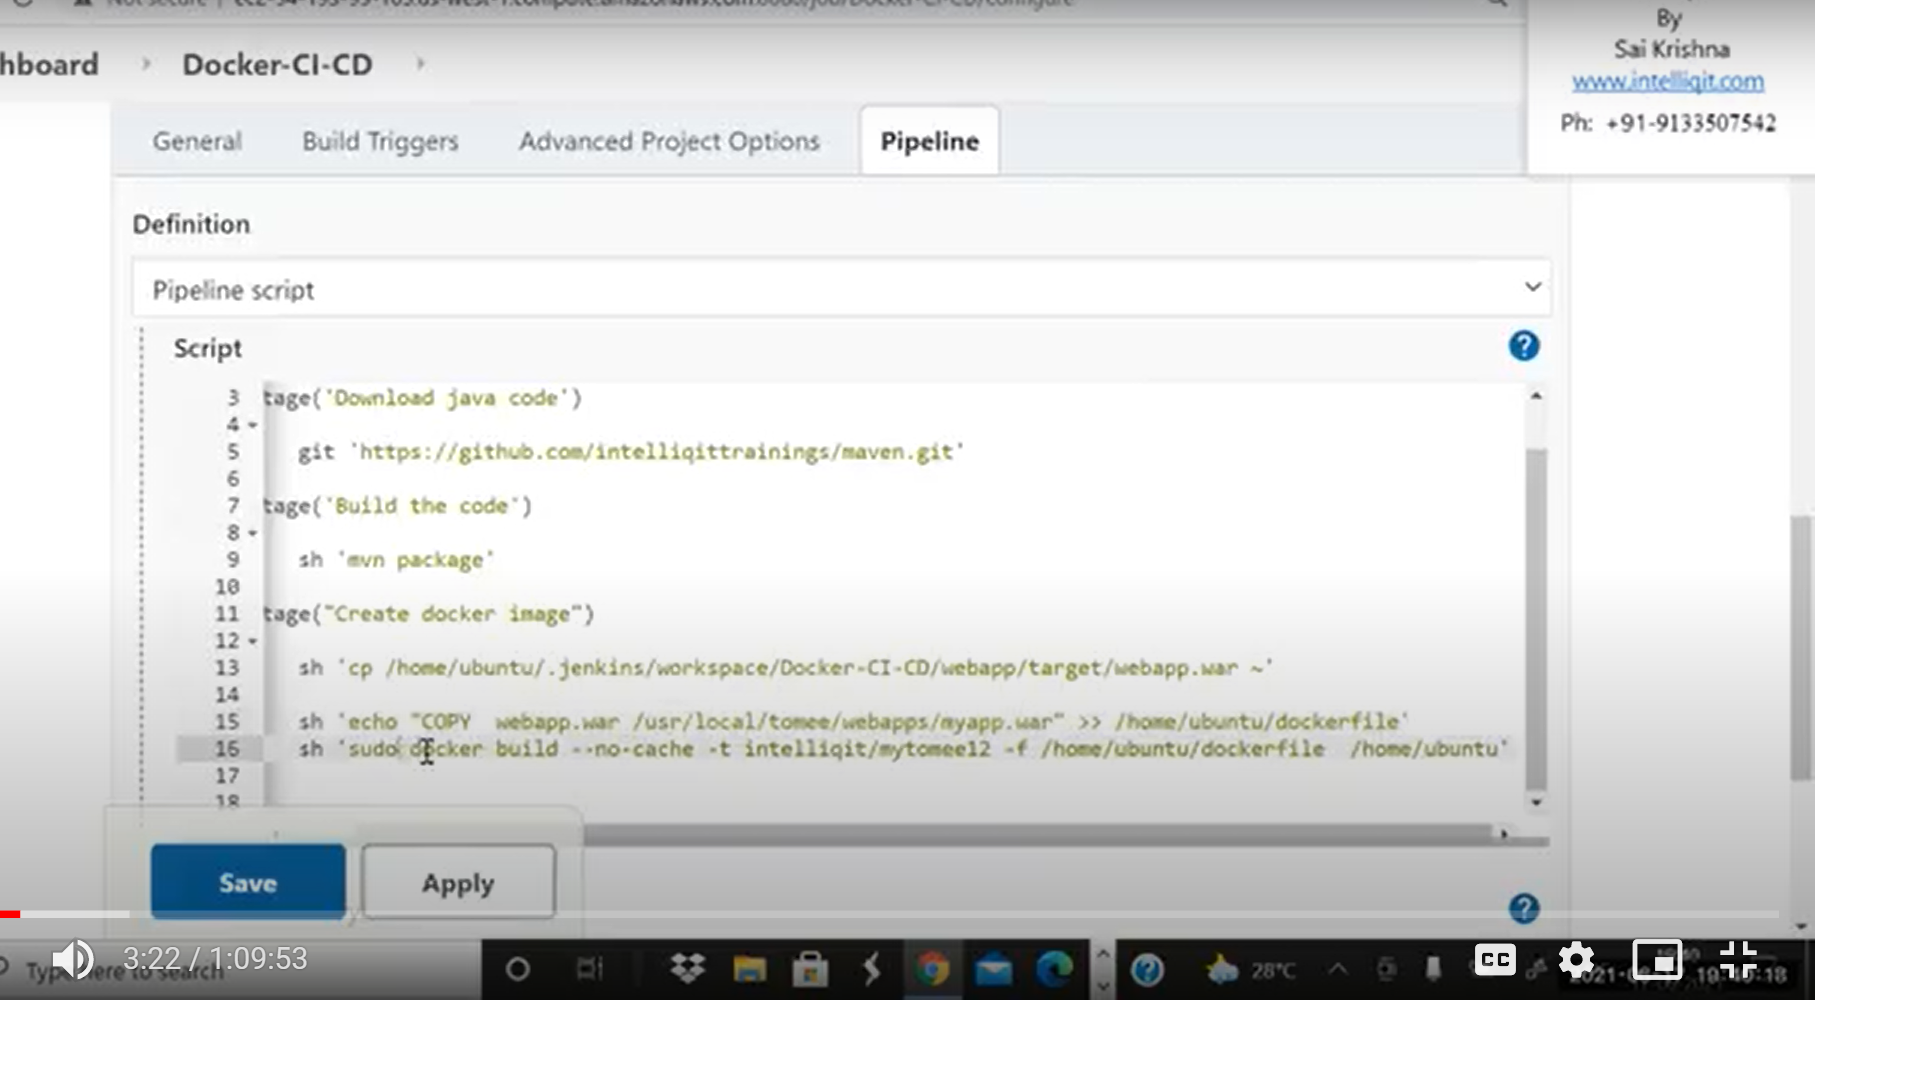 By
Sai Krishna
www.intelliqit.com
Ph: +91-9133507542
hboard › Docker-CI-CD ›
General Build Triggers Advanced Project Options Pipeline
Definition
Pipeline script
Script
3 tage('Download java code')
4
5 git 'https://github.com/intelliqittrainings/maven.git'
6
7 tage('Build the code')
8
9 sh 'mvn package'
10
11 tage("Create docker image")
12
13 sh 'cp /home/ubuntu/.jenkins/workspace/Docker-CI-CD/webapp/target/webapp.war ~'
14
15 sh 'echo "COPY  webapp.war /usr/local/tomee/webapps/myapp.war" >> /home/ubuntu/dockerfile'
16 sh 'sudo docker build --no-cache -t intelliqit/mytomee12 -f /home/ubuntu/dockerfile  /home/ubuntu'
17
18
Save Apply
3:22 / 1:09:53
Type here to search
28°C
CC